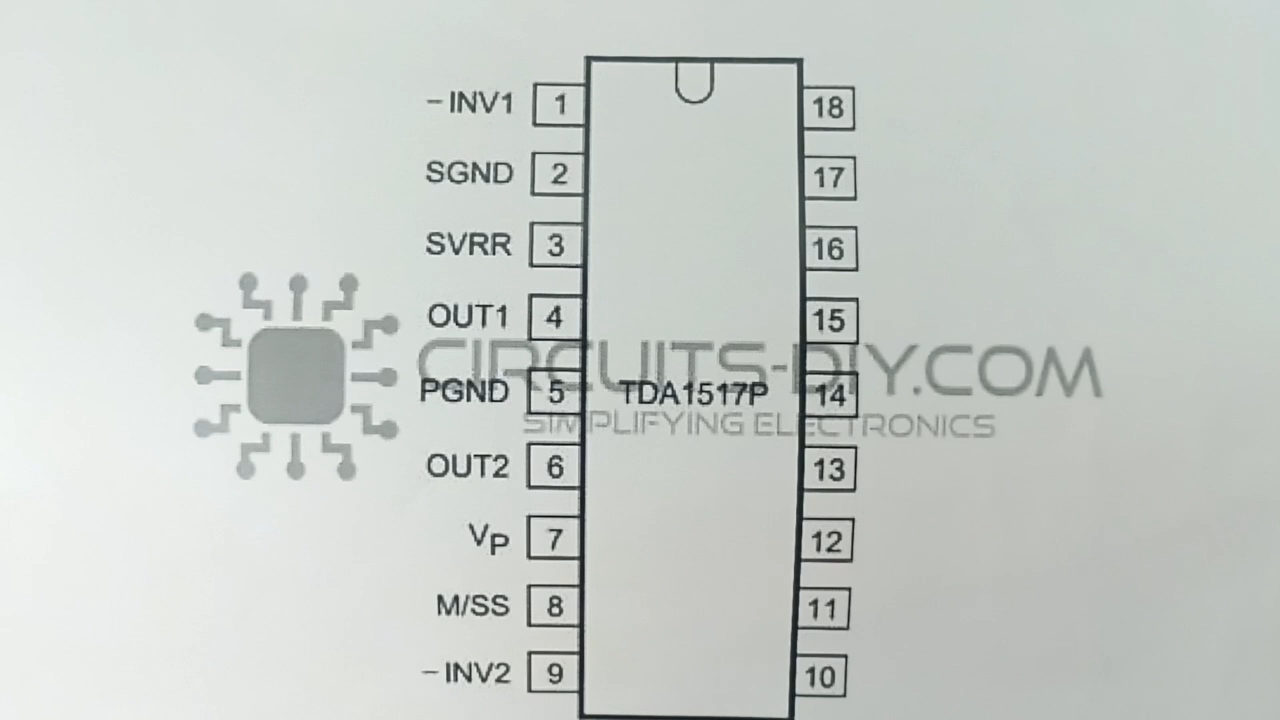 -INV1 1 18
SGND 2 17
SVRR 3 16
OUT1 4 15
CIRCUITS-DIY.COM
PGND 5 TDA1517P 14
SIMPLIFYING ELECTRONICS
OUT2 6 13
VP 7 12
M/SS 8 11
-INV2 9 10